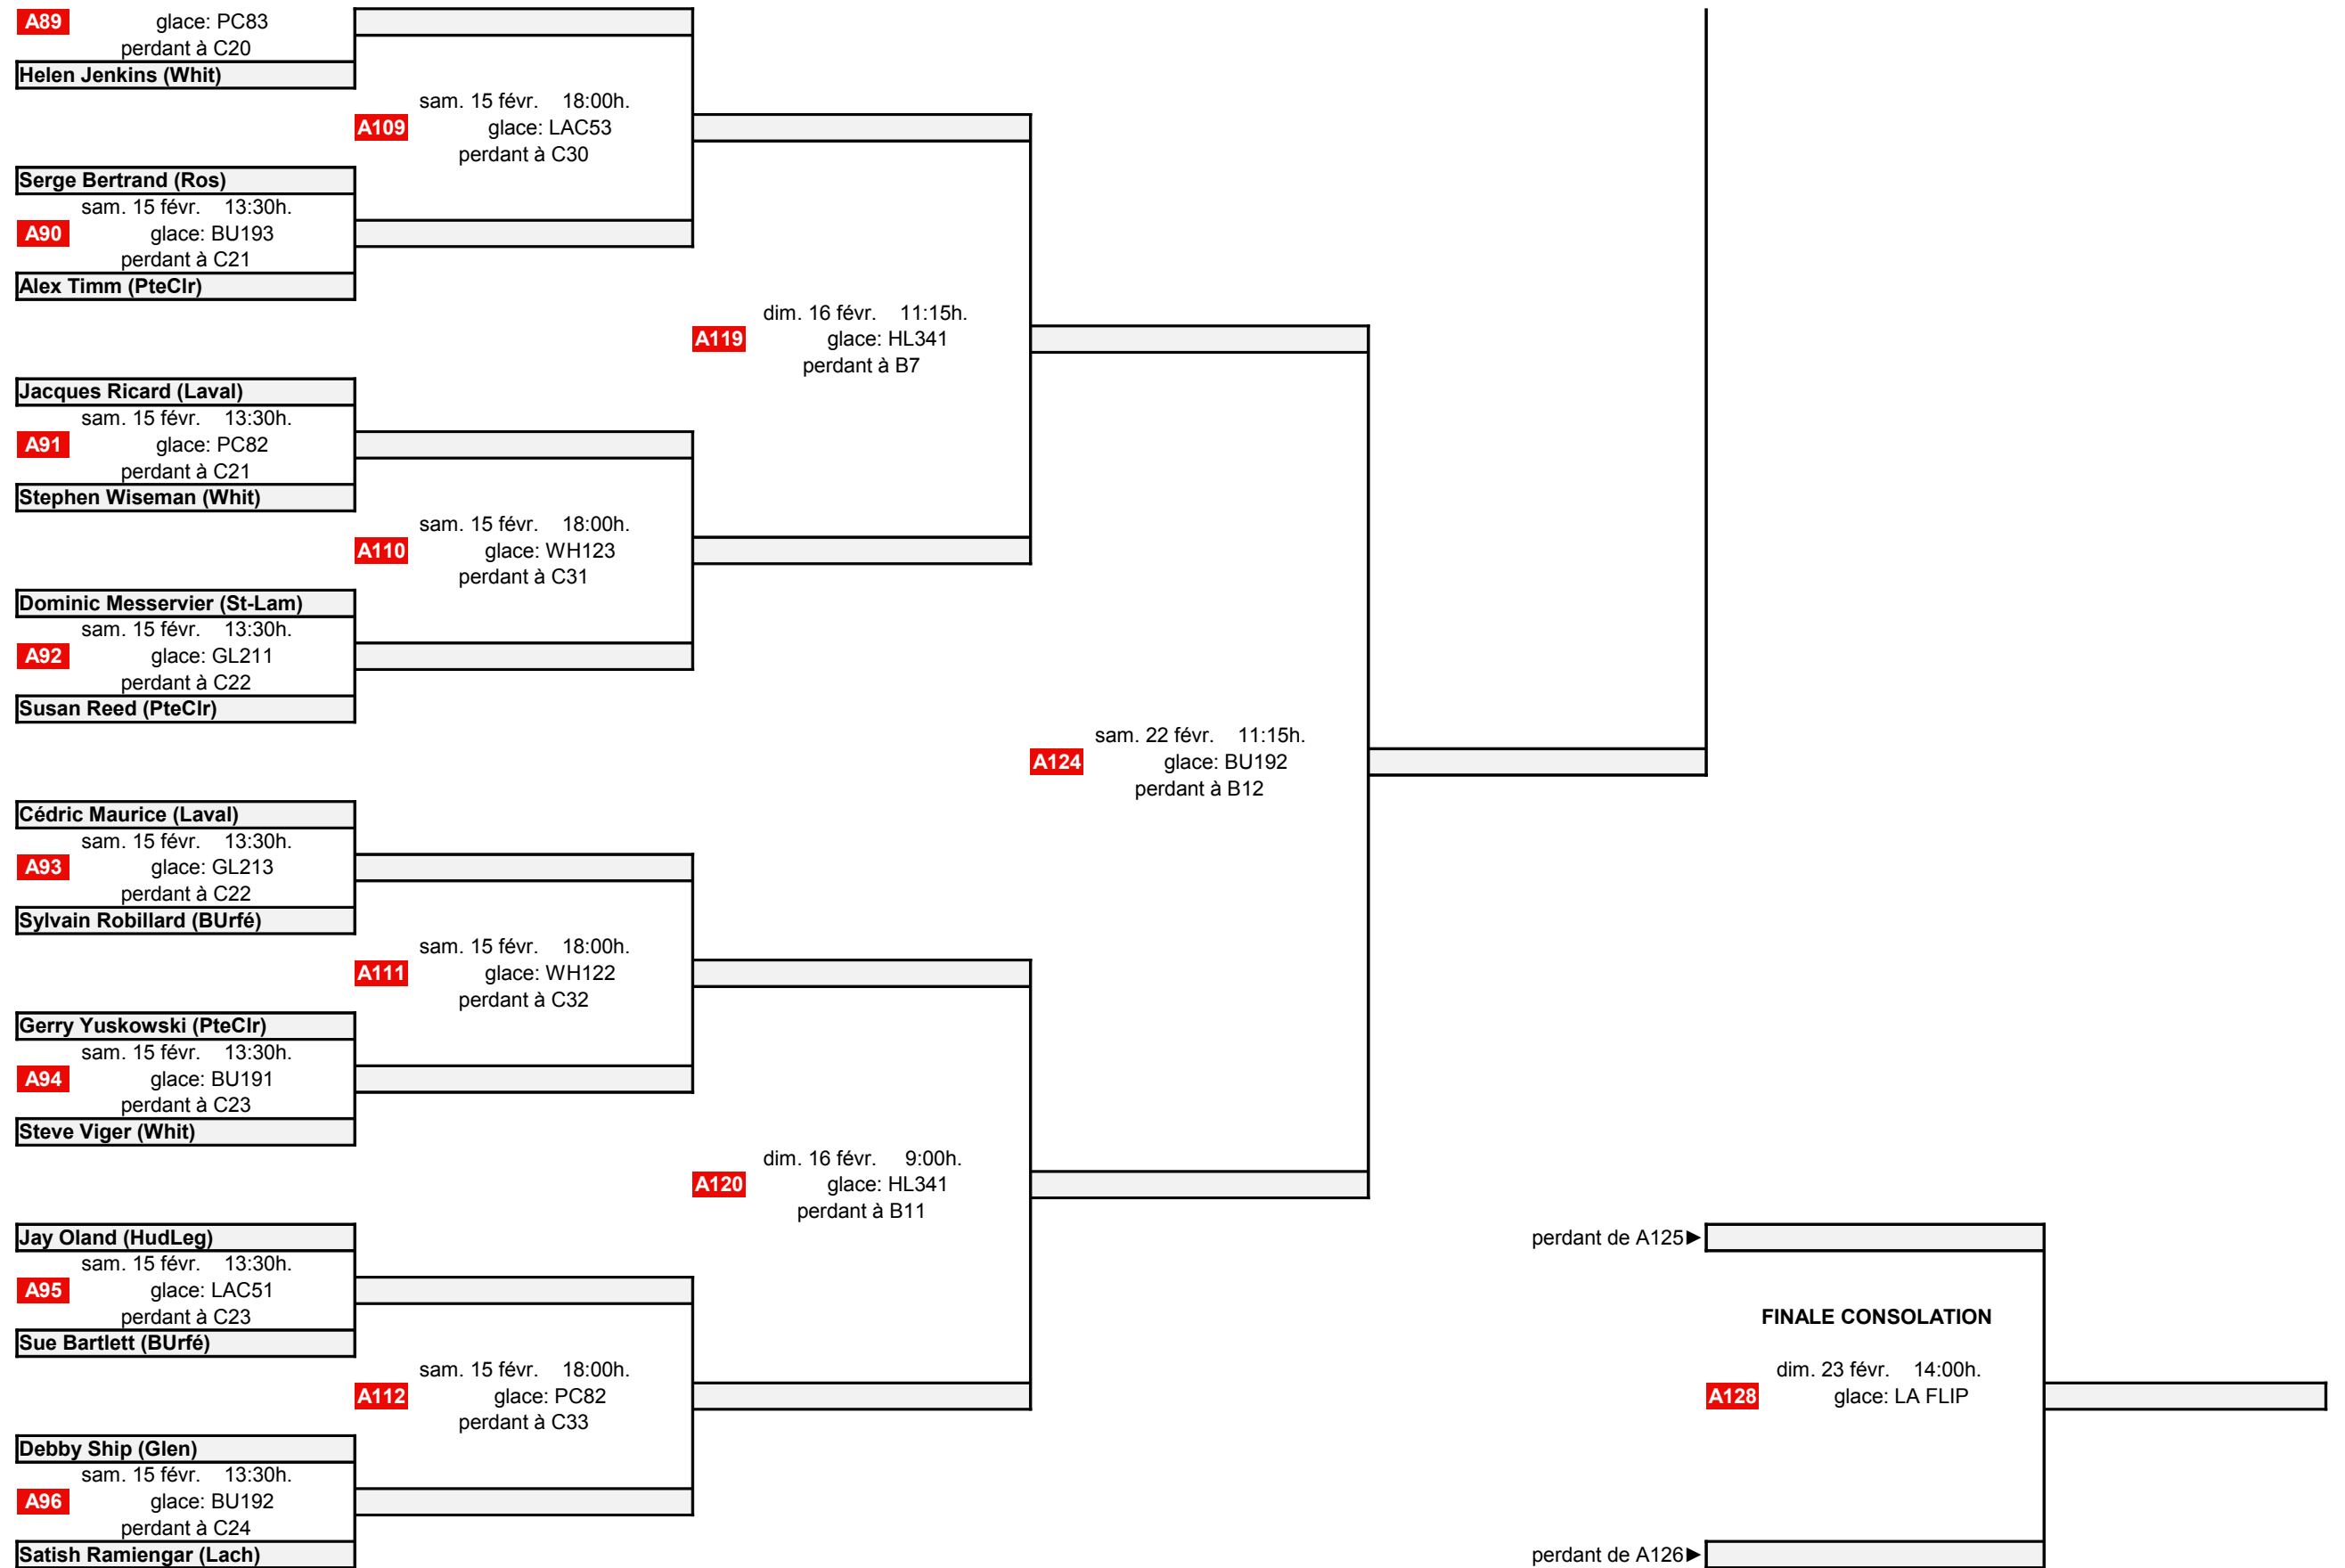 A89 glace: PC83
perdant à C20
Helen Jenkins (Whit)
sam. 15 févr. 18:00h.
A109 glace: LAC53
perdant à C30
Serge Bertrand (Ros)
sam. 15 févr. 13:30h.
A90 glace: BU193
perdant à C21
Alex Timm (PteClr)
dim. 16 févr. 11:15h.
A119 glace: HL341
perdant à B7
Jacques Ricard (Laval)
sam. 15 févr. 13:30h.
A91 glace: PC82
perdant à C21
Stephen Wiseman (Whit)
sam. 15 févr. 18:00h.
A110 glace: WH123
perdant à C31
Dominic Messervier (St-Lam)
sam. 15 févr. 13:30h.
A92 glace: GL211
perdant à C22
Susan Reed (PteClr)
sam. 22 févr. 11:15h.
A124 glace: BU192
perdant à B12
Cédric Maurice (Laval)
sam. 15 févr. 13:30h.
A93 glace: GL213
perdant à C22
Sylvain Robillard (BUrfé)
sam. 15 févr. 18:00h.
A111 glace: WH122
perdant à C32
Gerry Yuskowski (PteClr)
sam. 15 févr. 13:30h.
A94 glace: BU191
perdant à C23
Steve Viger (Whit)
dim. 16 févr. 9:00h.
A120 glace: HL341
perdant à B11
Jay Oland (HudLeg)
sam. 15 févr. 13:30h.
A95 glace: LAC51
perdant à C23
Sue Bartlett (BUrfé)
sam. 15 févr. 18:00h.
A112 glace: PC82
perdant à C33
Debby Ship (Glen)
sam. 15 févr. 13:30h.
A96 glace: BU192
perdant à C24
Satish Ramiengar (Lach)
perdant de A125►
FINALE CONSOLATION
dim. 23 févr. 14:00h.
A128 glace: LA FLIP
perdant de A126►